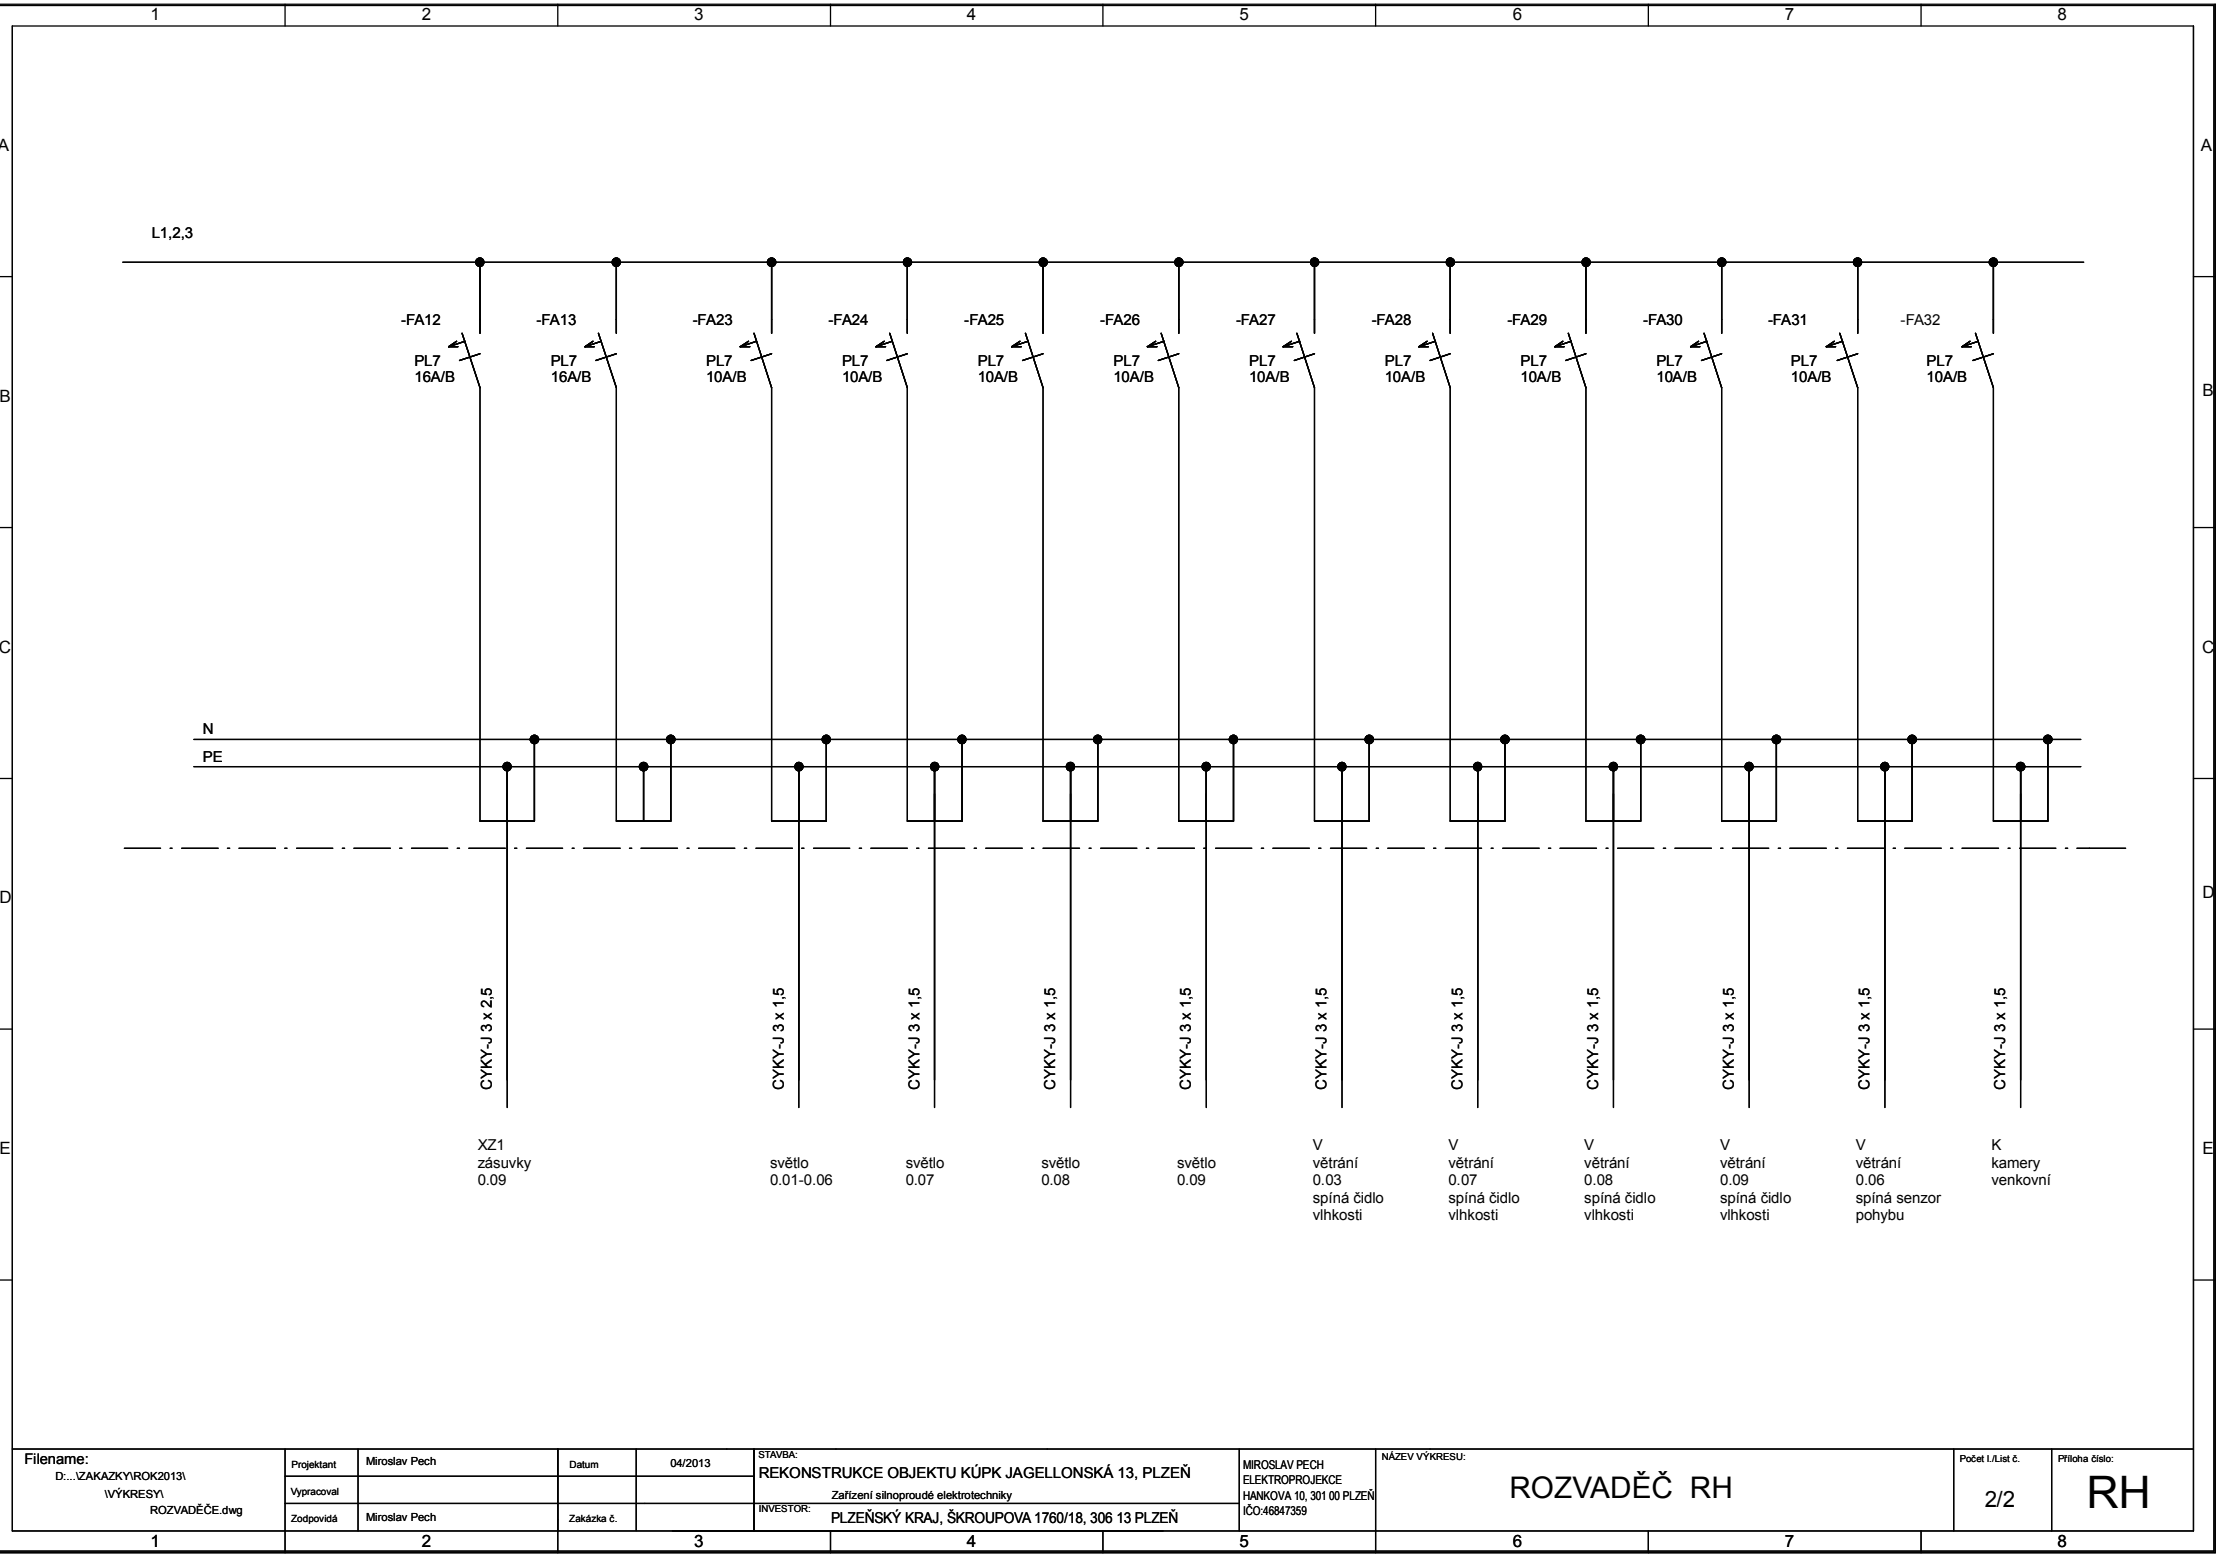 1 2 3 4 5 6 7 8
A A
L1,2,3
-FA12 -FA13 -FA23 -FA24 -FA25 -FA26 -FA27 -FA28 -FA29 -FA30 -FA31 -FA32
PL7 PL7 PL7 PL7 PL7 PL7 PL7 PL7 PL7 PL7 PL7 PL7
16A/B 16A/B 10A/B 10A/B 10A/B 10A/B 10A/B 10A/B 10A/B 10A/B 10A/B 10A/B
B B
C C
N
PE
D D
CYKY-J 3 x 2,5
CYKY-J 3 x 1,5
CYKY-J 3 x 1,5
CYKY-J 3 x 1,5
CYKY-J 3 x 1,5
CYKY-J 3 x 1,5
CYKY-J 3 x 1,5
CYKY-J 3 x 1,5
CYKY-J 3 x 1,5
CYKY-J 3 x 1,5
CYKY-J 3 x 1,5
E E
XZ1
zásuvky
0.09
světlo
0.01-0.06
světlo
0.07
světlo
0.08
světlo
0.09
V
větrání
0.03
spíná čidlo
vlhkosti
V
větrání
0.07
spíná čidlo
vlhkosti
V
větrání
0.08
spíná čidlo
vlhkosti
V
větrání
0.09
spíná čidlo
vlhkosti
V
větrání
0.06
spíná senzor
pohybu
K
kamery
venkovní
Filename:
D:...\ZAKAZKY\ROK2013\
\VÝKRESY\
ROZVADĚČE.dwg
Projektant Miroslav Pech
Vypracoval
Zodpovídá Miroslav Pech
Datum 04/2013
Zakázka č.
STAVBA:
REKONSTRUKCE OBJEKTU KÚPK JAGELLONSKÁ 13, PLZEŇ
Zařízení silnoproudé elektrotechniky
INVESTOR:
PLZEŇSKÝ KRAJ, ŠKROUPOVA 1760/18, 306 13 PLZEŇ
MIROSLAV PECH
ELEKTROPROJEKCE
HANKOVA 10, 301 00 PLZEŇ
IČO:46847359
NÁZEV VÝKRESU:
ROZVADĚČ RH
Počet l./List č.
2/2
Příloha číslo:
RH
1 2 3 4 5 6 7 8